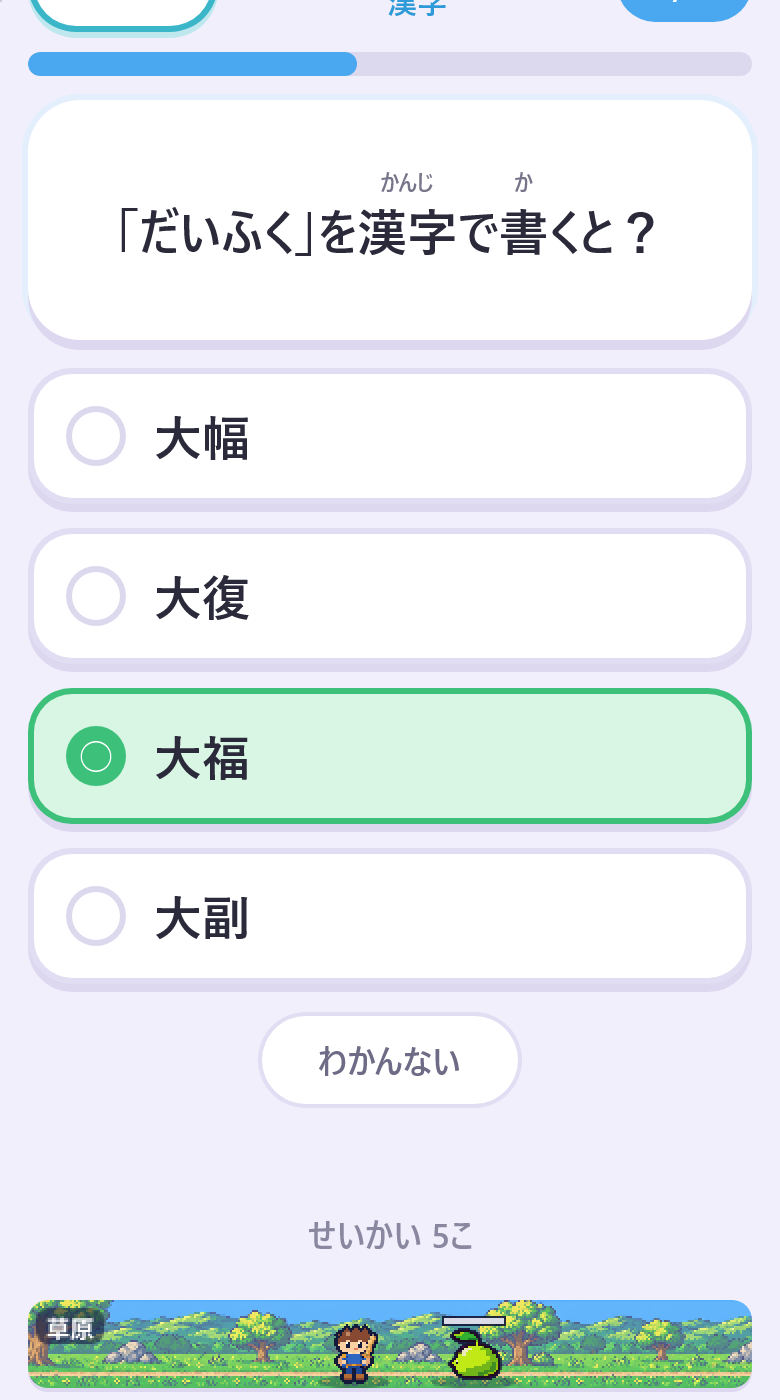 漢字
かんじ か
「だいふく」を漢字で書くと？
大幅
大復
大福
大副
わかんない
せいかい 5こ
草原